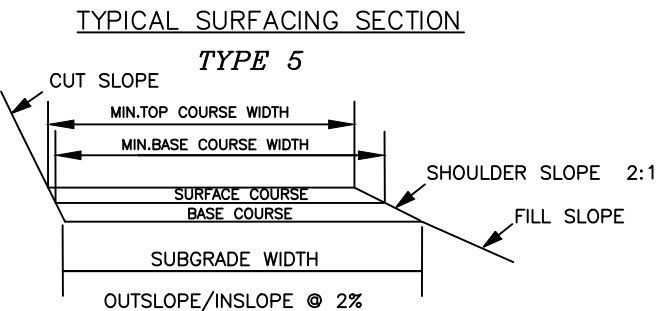 TYPICAL SURFACING SECTION
TYPE 5
CUT SLOPE
MIN.TOP COURSE WIDTH
MIN.BASE COURSE WIDTH
SHOULDER SLOPE 2:1
SURFACE COURSE
BASE COURSE
FILL SLOPE
SUBGRADE WIDTH
OUTSLOPE/INSLOPE @ 2%